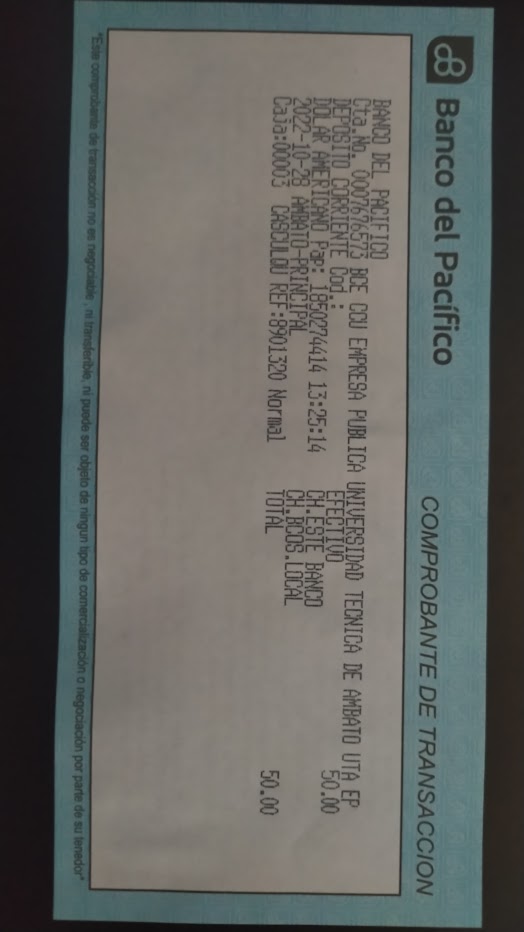 Banco del Pacífico
COMPROBANTE DE TRANSACCION
BANCO DEL PACIFICO
Cta.No. 0007676573 BCE CCU EMPRESA PUBLICA UNIVERSIDAD TECNICA DE AMBATO UTA EP
DEPOSITO CORRIENTE Cod.: EFECTIVO 50.00
DOLAR AMERICANO Pap: 1850274414 13:25:14 CH.ESTE BANCO
2022-10-28 AMBATO-PRINCIPAL CH.BCOS.LOCAL
Caja:00003 CASCULQU REF:8901320 Normal TOTAL 50.00
"Este comprobante de transacción no es negociable , ni transferible, ni puede ser objeto de ningun tipo de comercialización o negociación por parte de su tenedor"